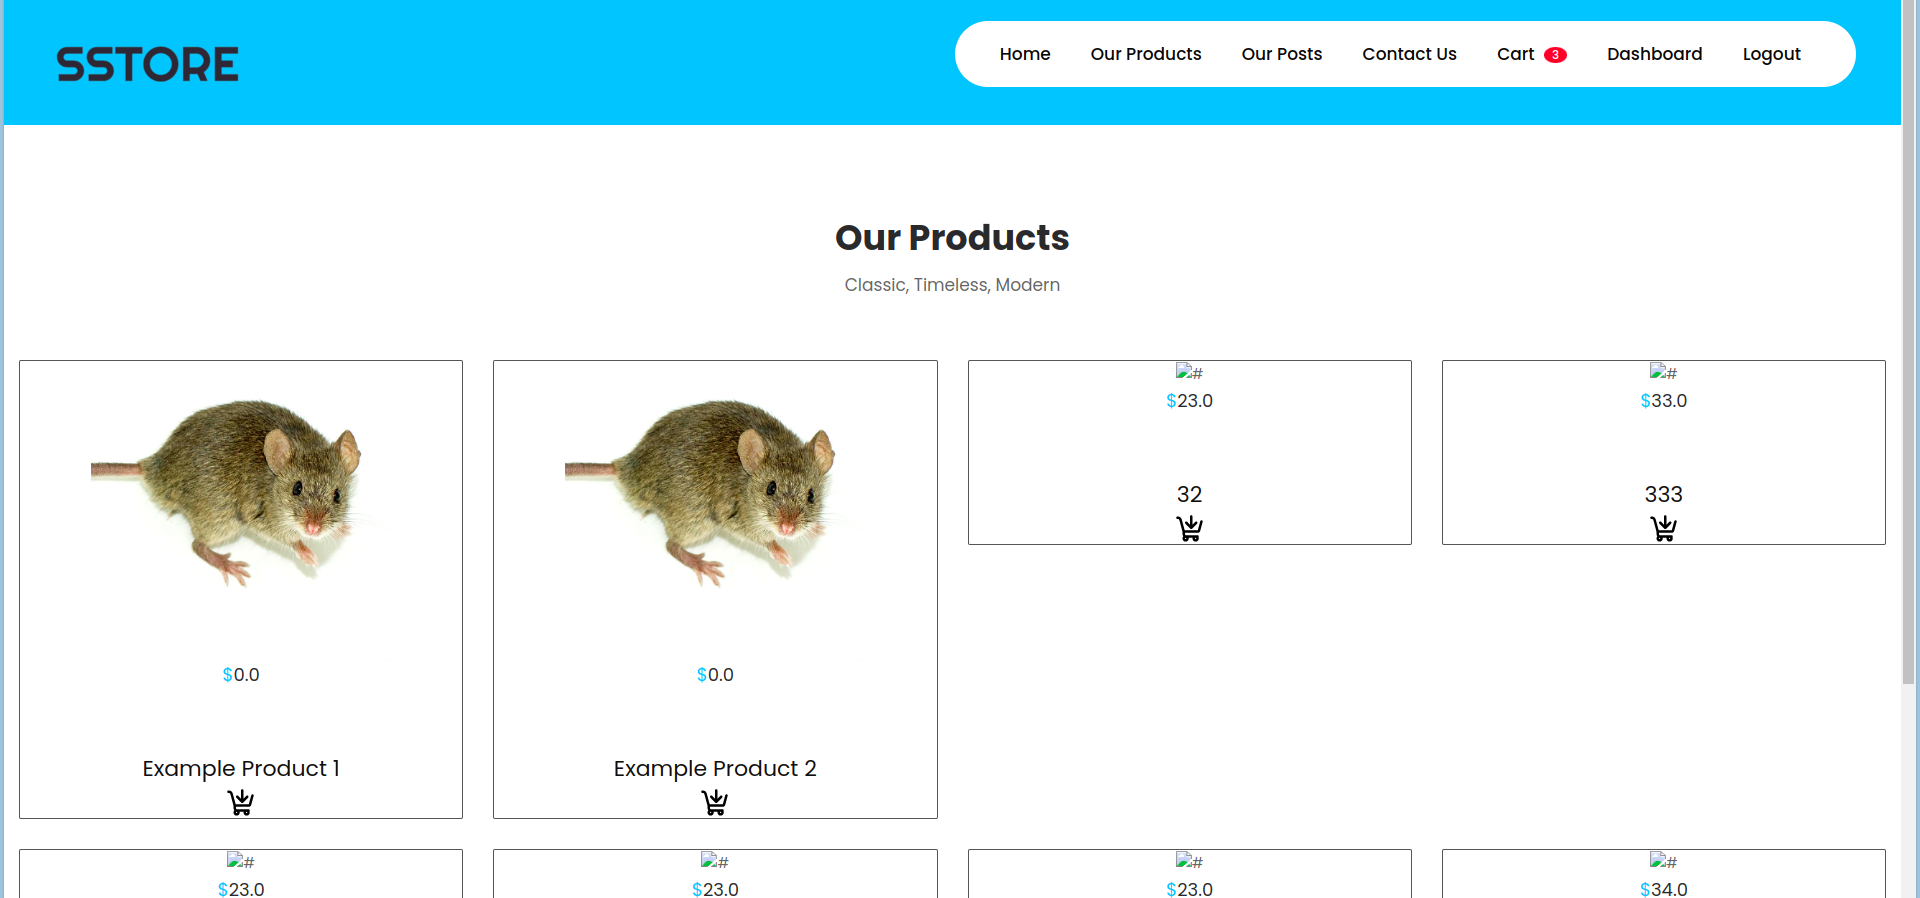 SSTORE
Home Our Products Our Posts Contact Us Cart 3 Dashboard Logout
Our Products
Classic, Timeless, Modern
$0.0
Example Product 1
$0.0
Example Product 2
#
$23.0
32
#
$33.0
333
#
$23.0
#
$23.0
#
$23.0
#
$34.0